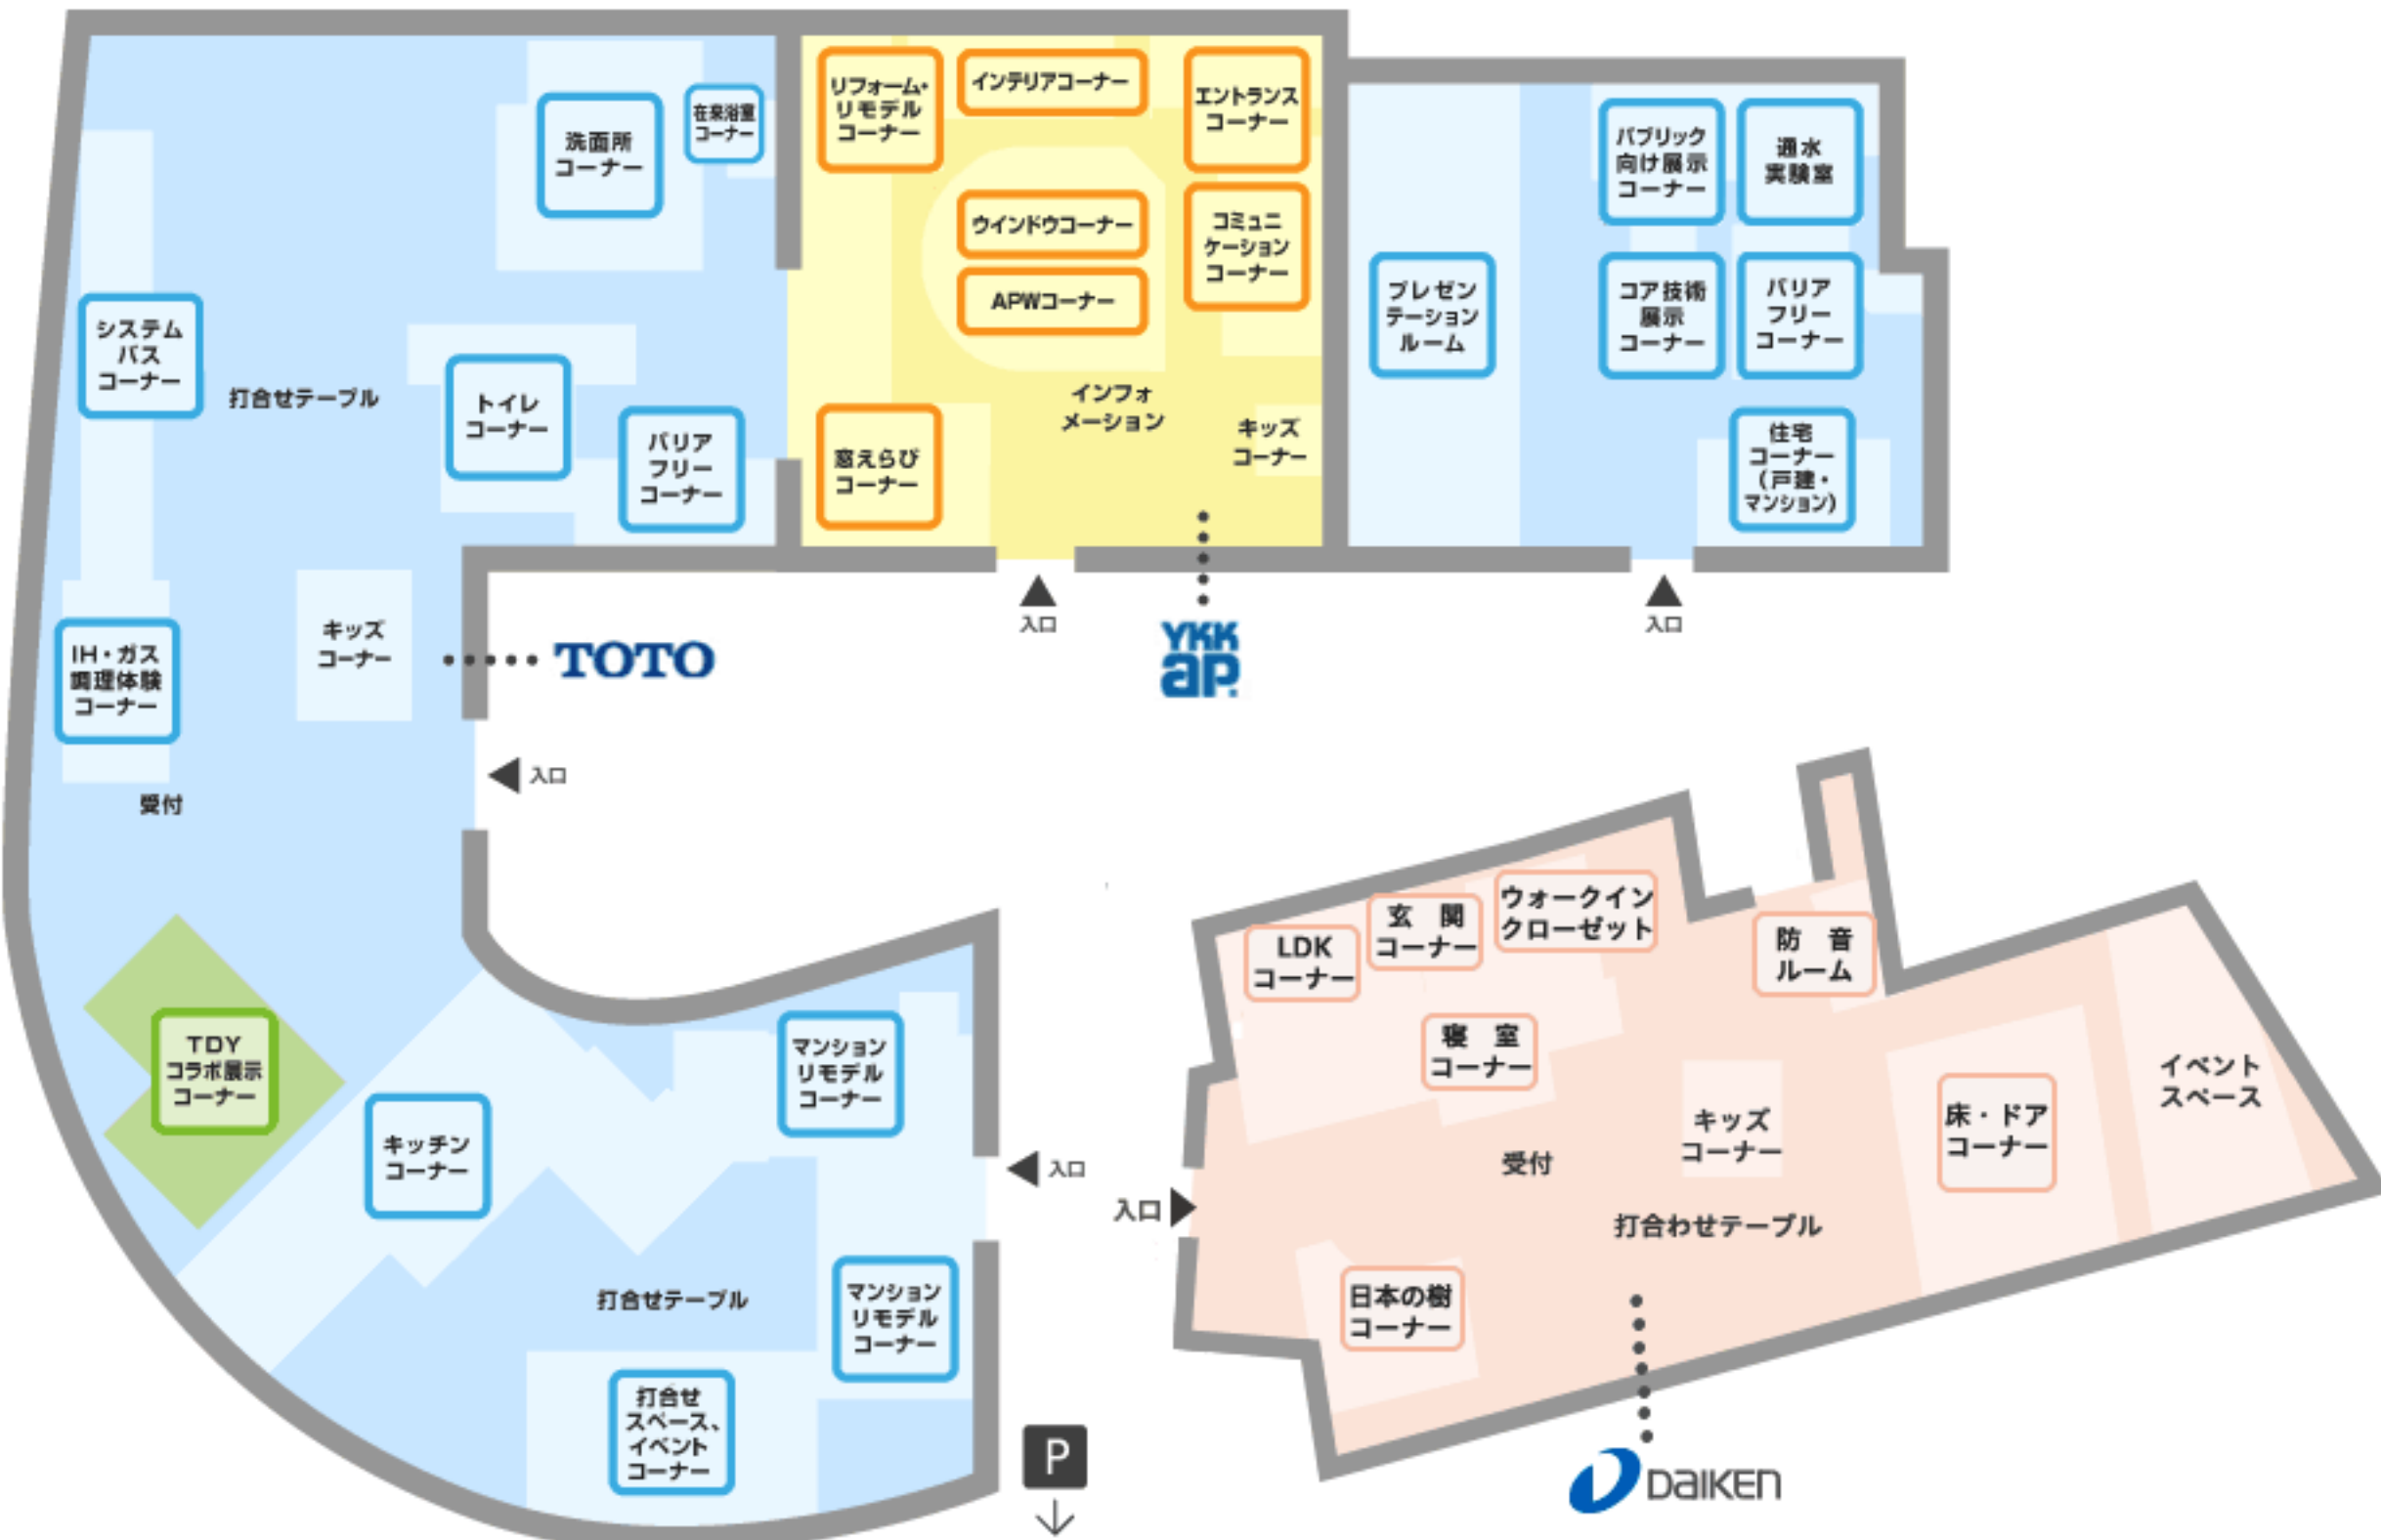 リフォーム・
リモデル
コーナー
インテリアコーナー
エントランス
コーナー
洗面所
コーナー
在来浴室
コーナー
パブリック
向け展示
コーナー
通水
実験室
ウインドウコーナー
コミュニ
ケーション
コーナー
APWコーナー
プレゼン
テーション
ルーム
コア技術
展示
コーナー
バリア
フリー
コーナー
システム
バス
コーナー
打合せテーブル
トイレ
コーナー
バリア
フリー
コーナー
窓えらび
コーナー
インフォ
メーション
キッズ
コーナー
住宅
コーナー
(戸建・
マンション)
入口
入口
IH・ガス
調理体験
コーナー
キッズ
コーナー
TOTO
YKK
ap
入口
受付
LDK
コーナー
玄 関
コーナー
ウォークイン
クローゼット
防 音
ルーム
TDY
コラボ展示
コーナー
キッチン
コーナー
マンション
リモデル
コーナー
寝 室
コーナー
キッズ
コーナー
床・ドア
コーナー
イベント
スペース
入口
入口
受付
打合わせテーブル
打合せテーブル
マンション
リモデル
コーナー
日本の樹
コーナー
打合せ
スペース、
イベント
コーナー
P
DAIKEN